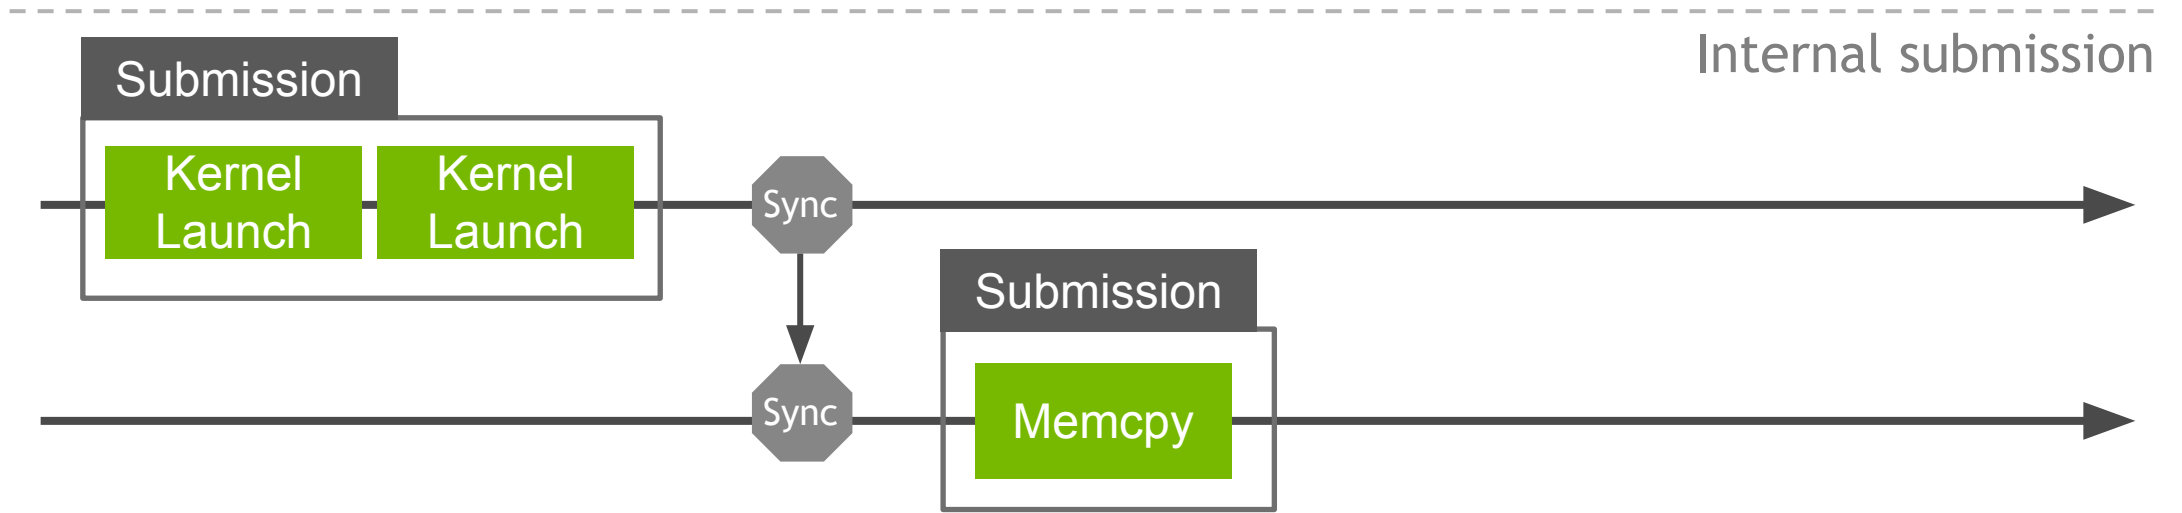 Internal submission
Submission
Kernel
Launch
Kernel
Launch
Sync
Submission
Sync
Memcpy